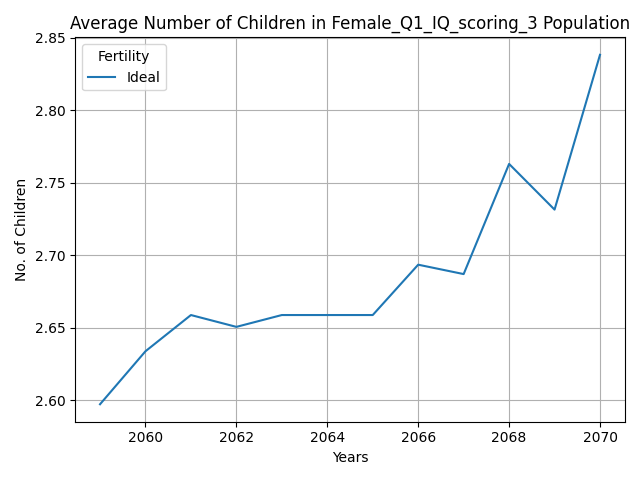 Average Number of Children in Female_Q1_IQ_scoring_3 Population
Fertility
Ideal
No. of Children
2.85
2.80
2.75
2.70
2.65
2.60
2060 2062 2064 2066 2068 2070
Years